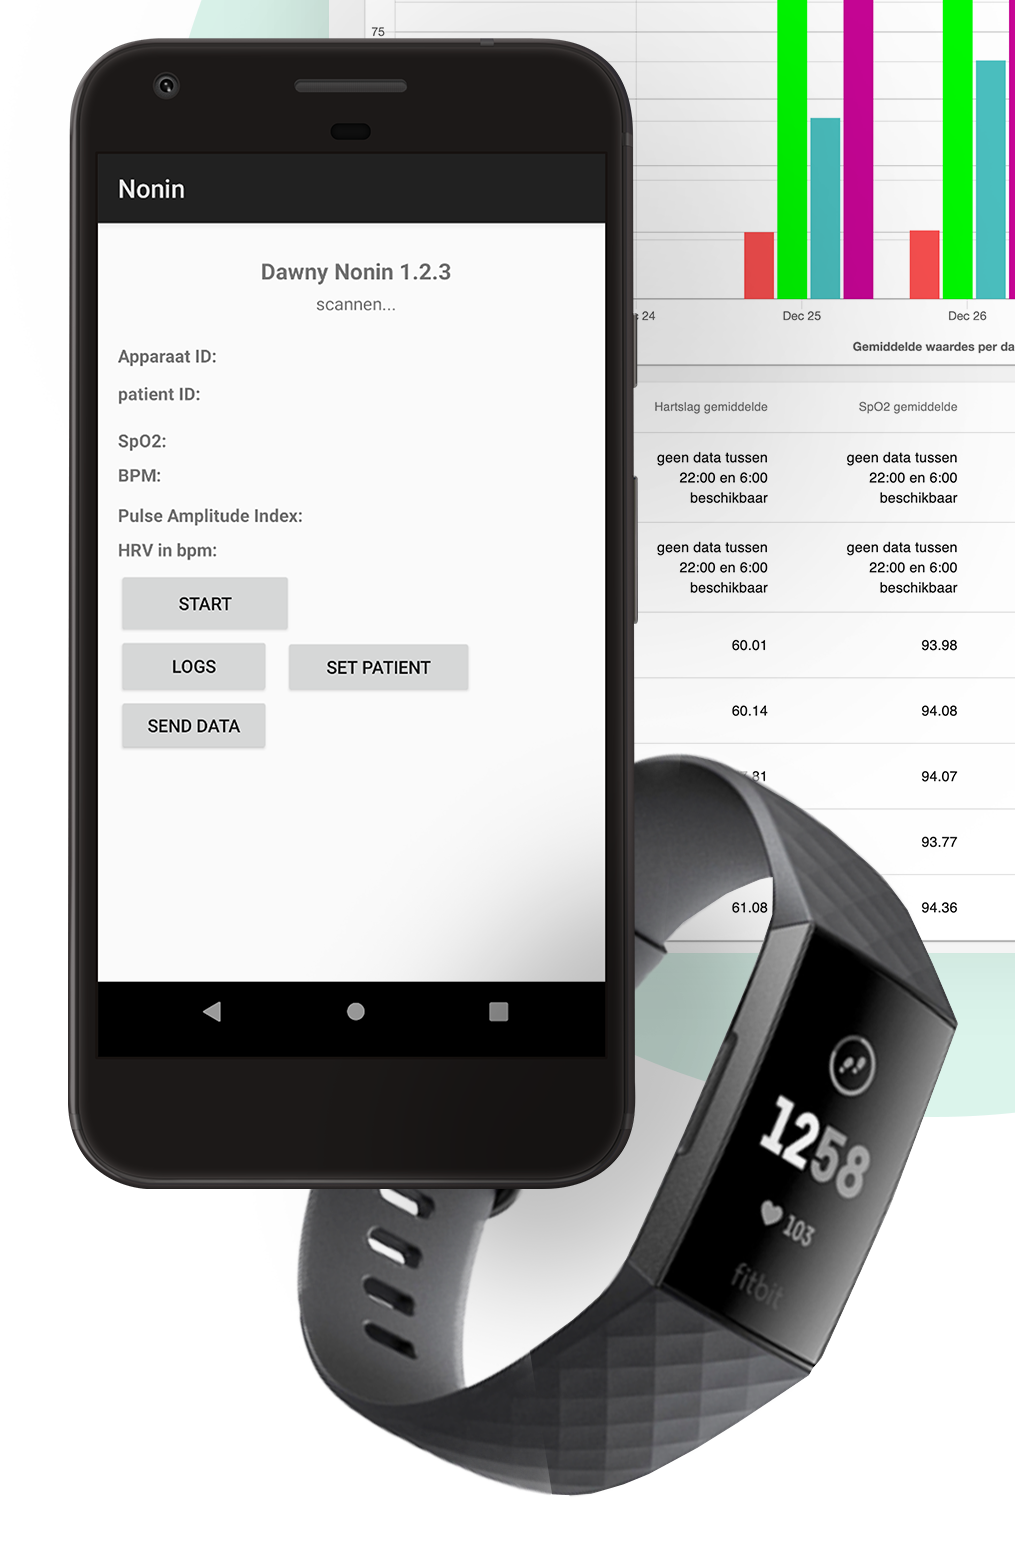 75
Nonin
Dawny Nonin 1.2.3
scannen...
Apparaat ID:
patient ID:
SpO2:
BPM:
Pulse Amplitude Index:
HRV in bpm:
START
LOGS
SET PATIENT
SEND DATA
24
Dec 25
Dec 26
Gemiddelde waardes per da
Hartslag gemiddelde
SpO2 gemiddelde
geen data tussen
22:00 en 6:00
beschikbaar
geen data tussen
22:00 en 6:00
beschikbaar
geen data tussen
22:00 en 6:00
beschikbaar
geen data tussen
22:00 en 6:00
beschikbaar
60.01
93.98
60.14
94.08
.81
94.07
93.77
61.08
94.36
1258
103
fitbit